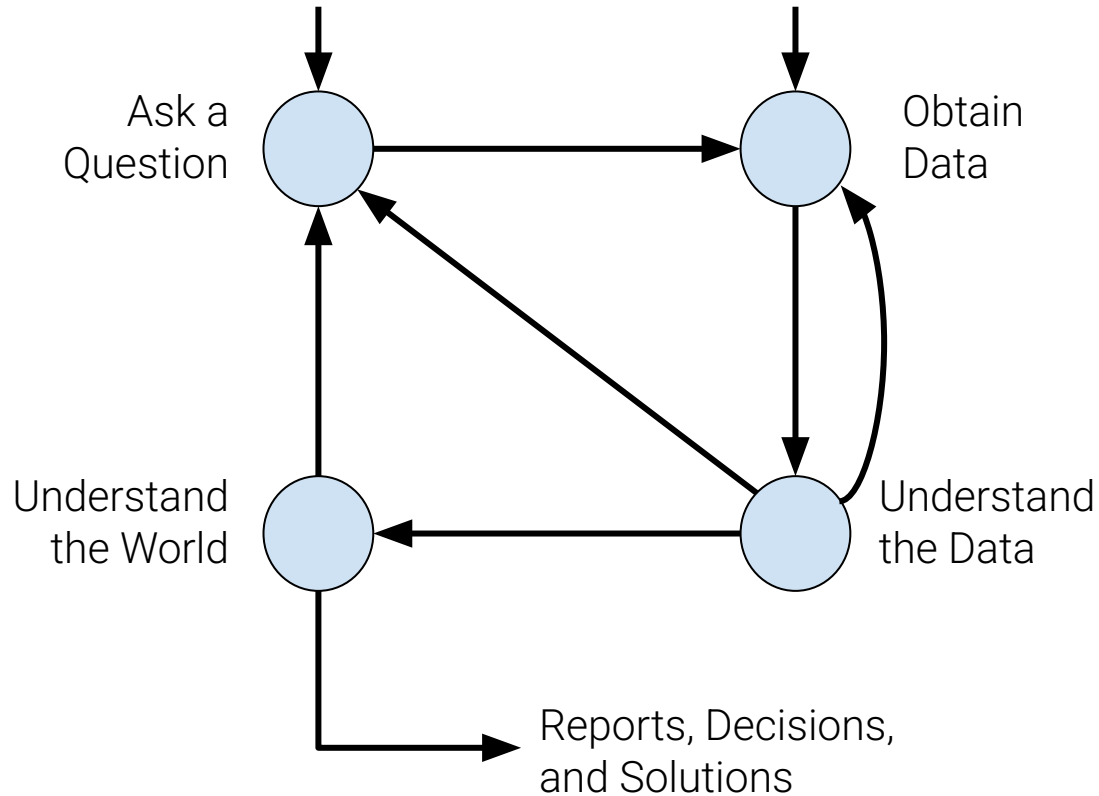 Ask a
Question
Obtain
Data
Understand
the World
Understand
the Data
Reports, Decisions,
and Solutions